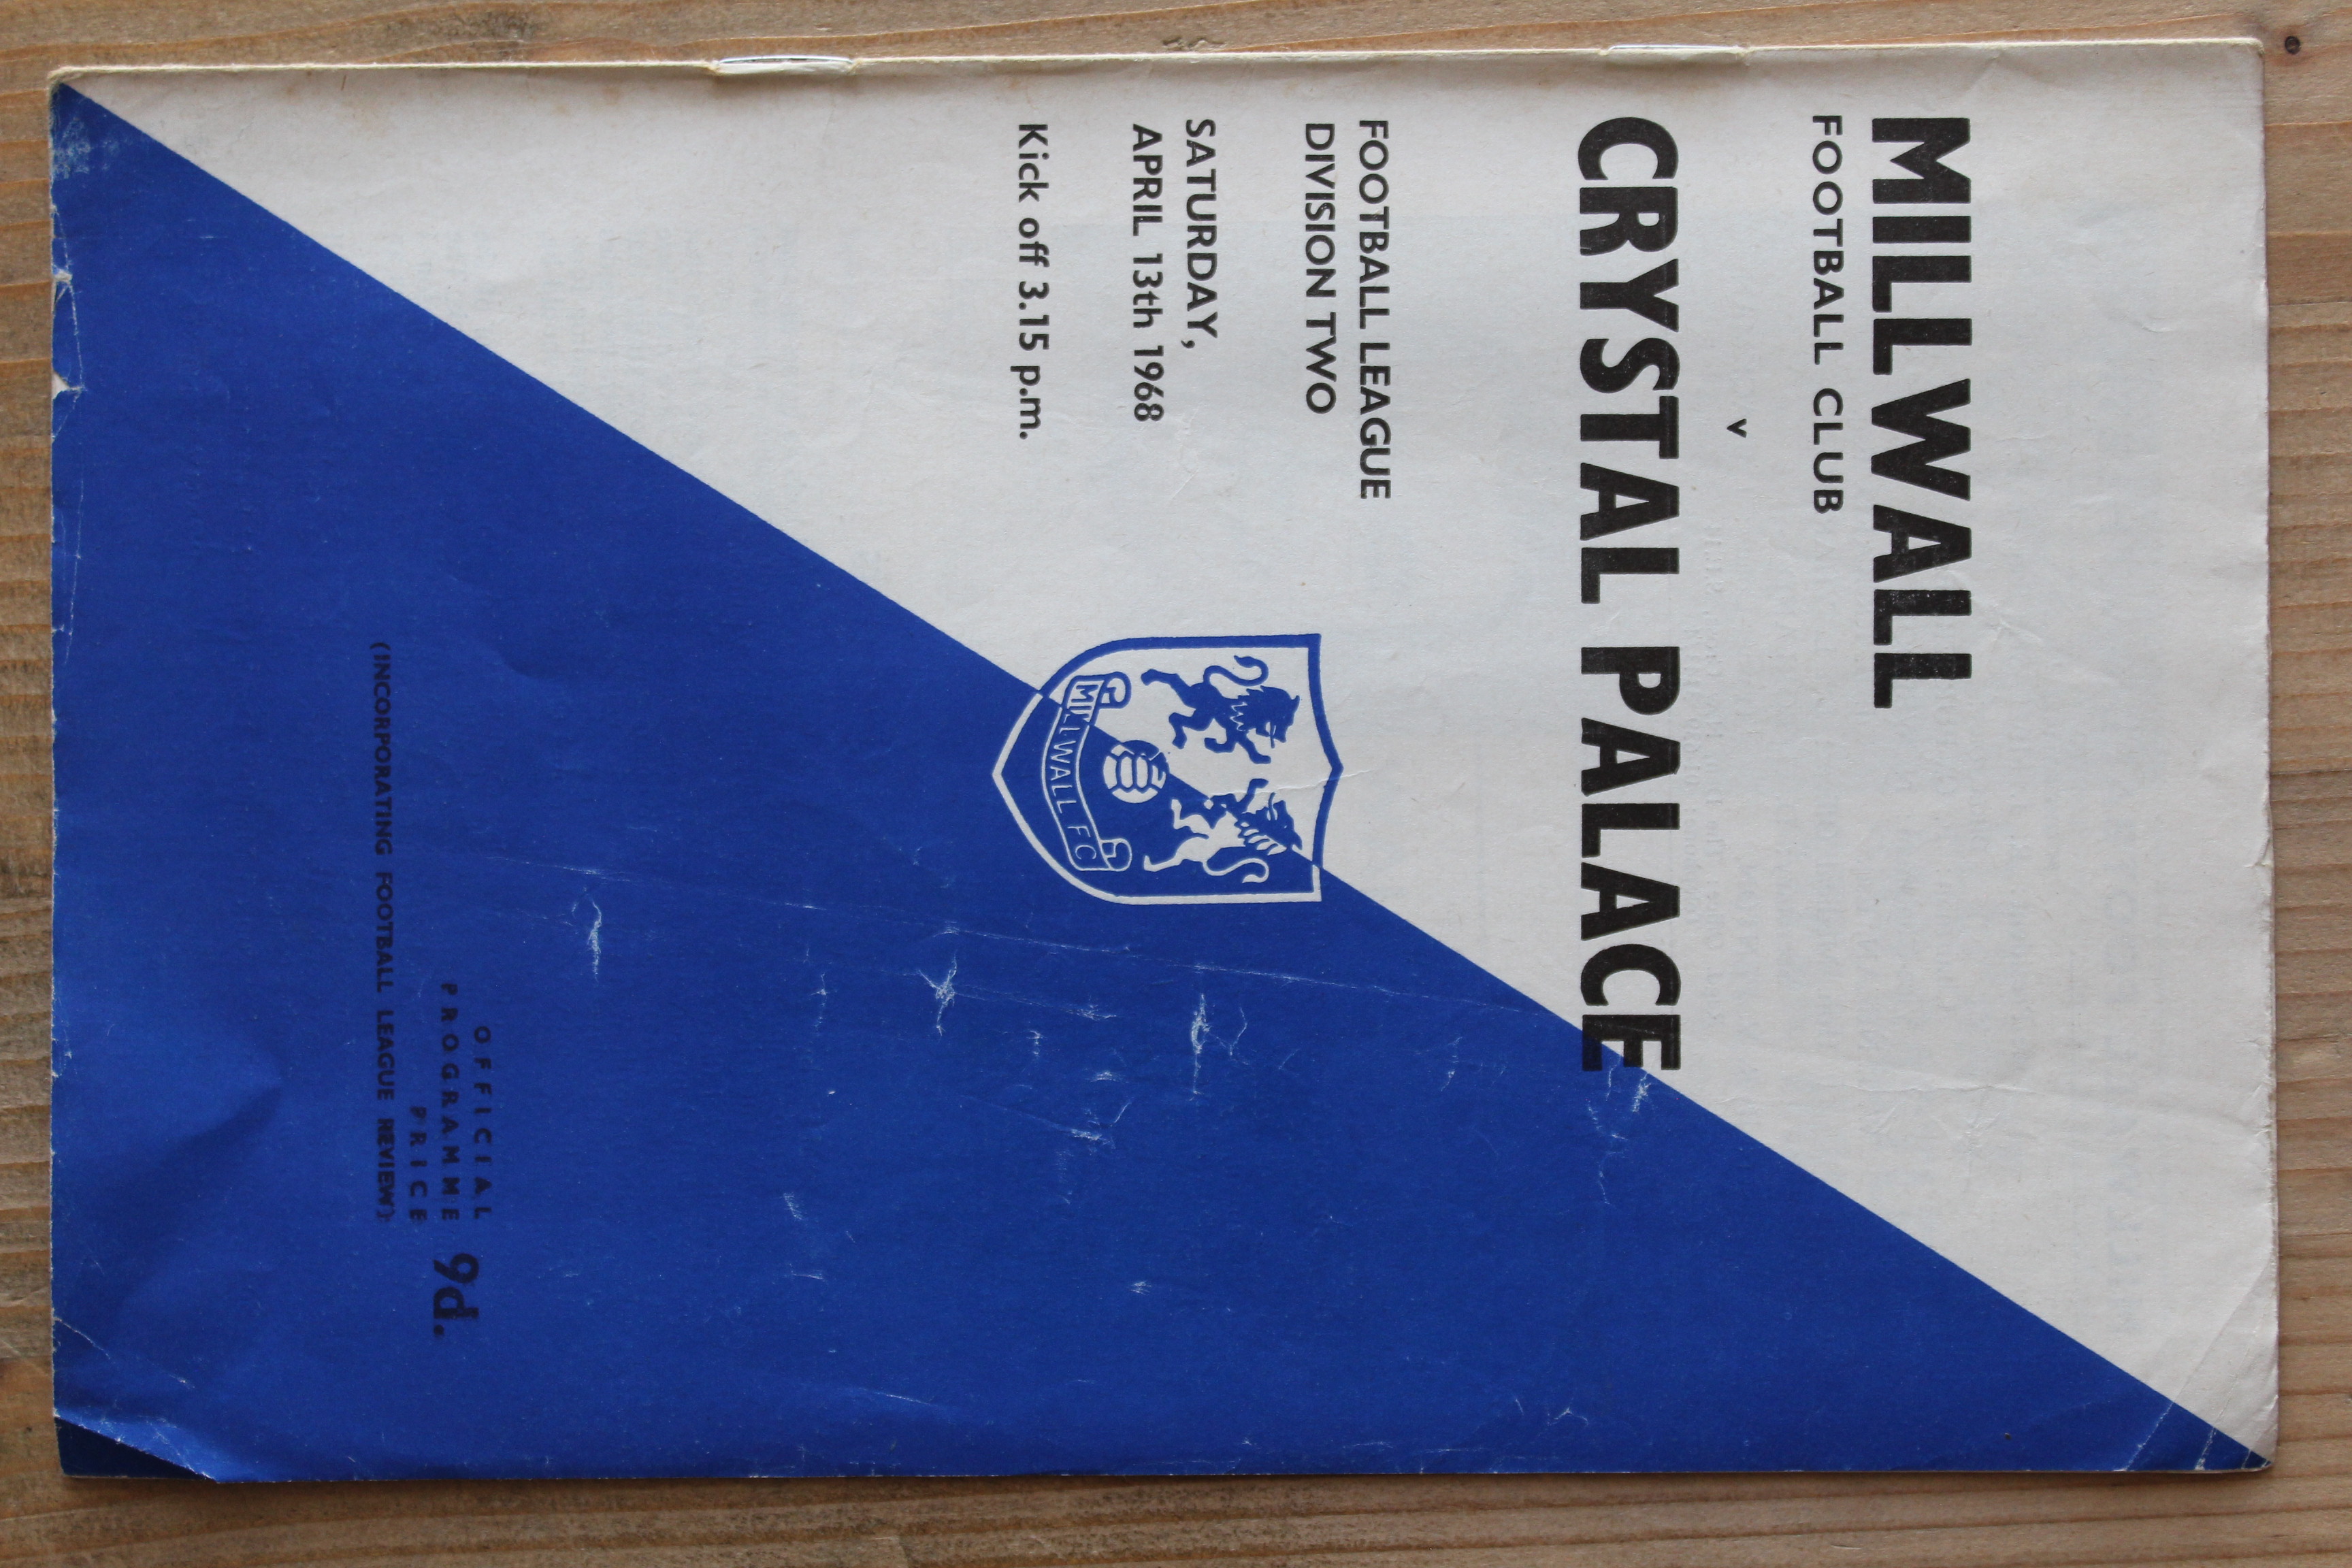 MILLWALL
FOOTBALL CLUB
v
CRYSTAL PALACE
FOOTBALL LEAGUE
DIVISION TWO
SATURDAY,
APRIL 13th 1968
Kick off 3.15 p.m.
MILLWALL FC
OFFICIAL
PROGRAMME 9d.
PRICE
(INCORPORATING FOOTBALL LEAGUE REVIEW)